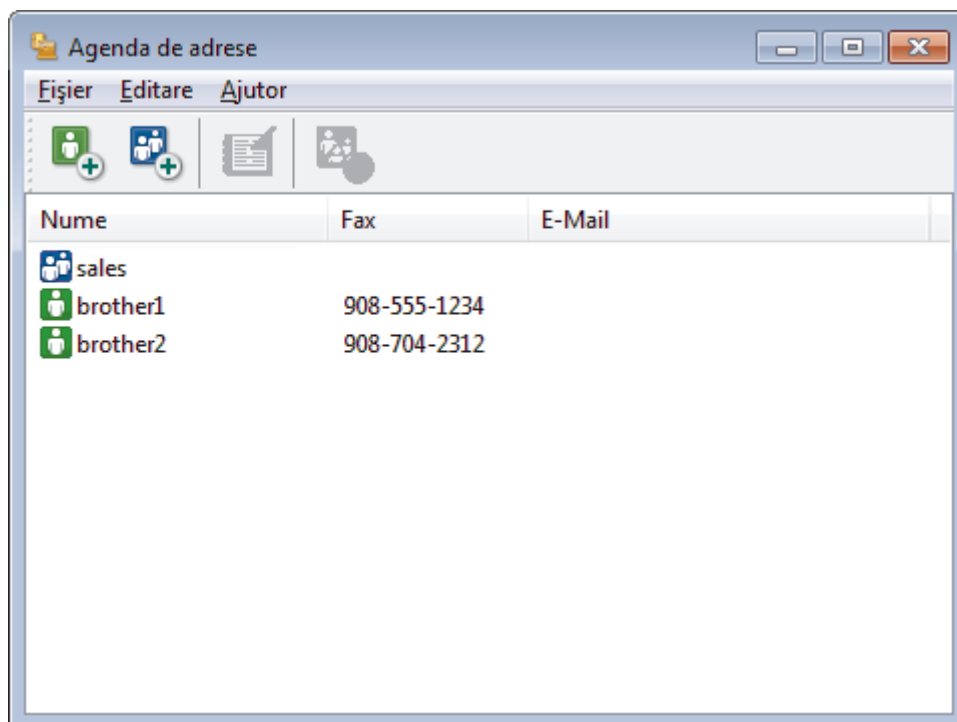 Agenda de adrese
Fişier Editare Ajutor
Nume Fax E-Mail
sales
brother1 908-555-1234
brother2 908-704-2312